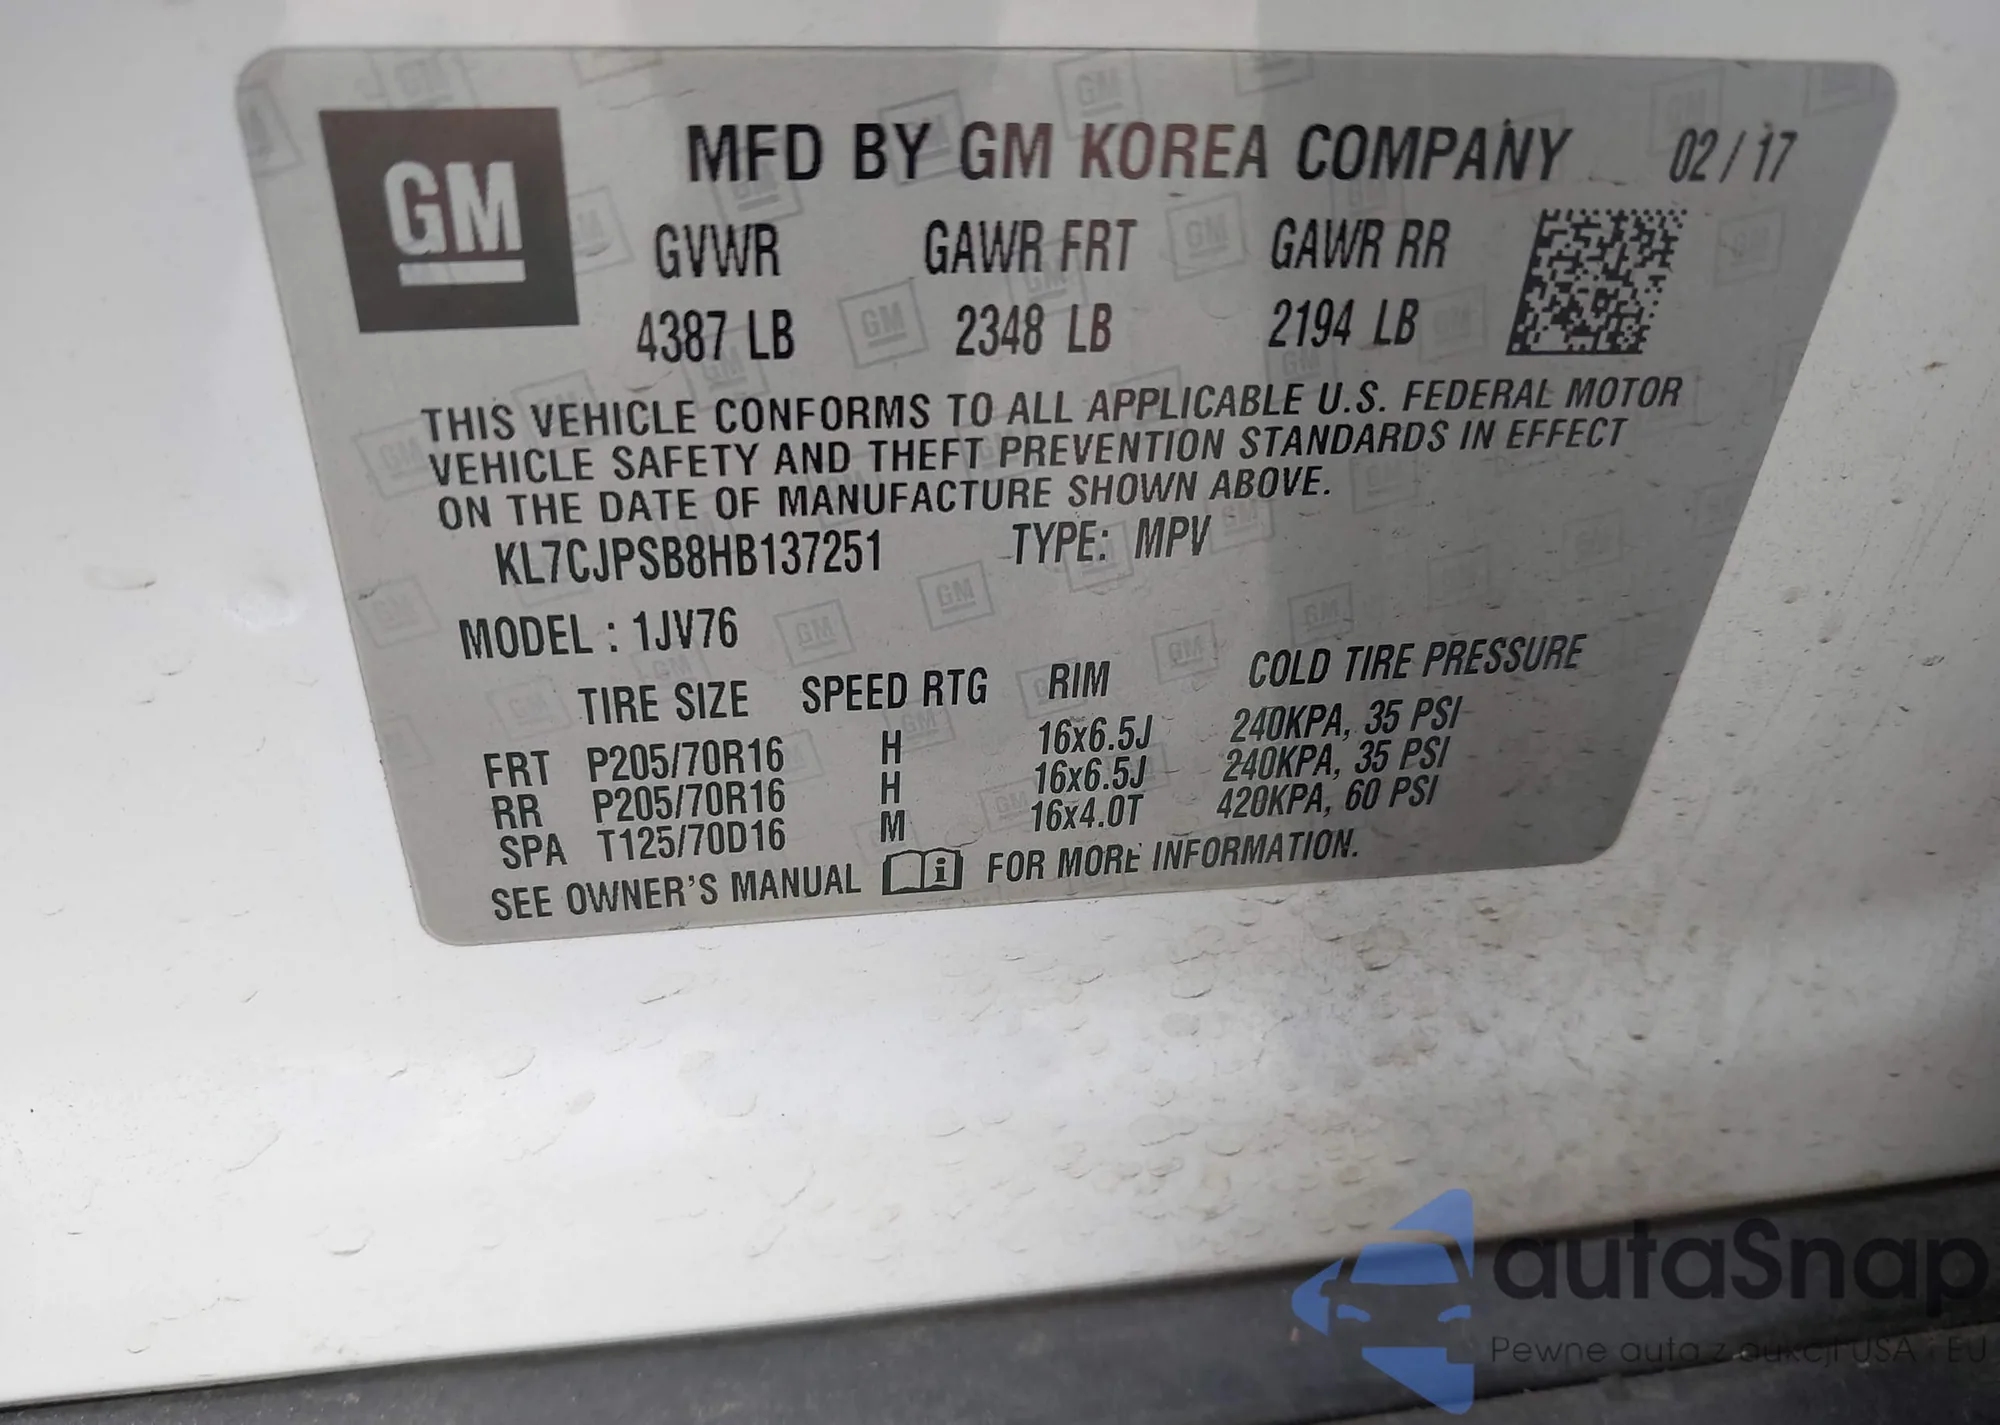 GM
MFD BY GM KOREA COMPANY 02/17
GVWR GAWR FRT GAWR RR
4387 LB 2348 LB 2194 LB
THIS VEHICLE CONFORMS TO ALL APPLICABLE U.S. FEDERAL MOTOR
VEHICLE SAFETY AND THEFT PREVENTION STANDARDS IN EFFECT
ON THE DATE OF MANUFACTURE SHOWN ABOVE.
KL7CJPSB8HB137251 TYPE: MPV
MODEL : 1JV76
TIRE SIZE SPEED RTG RIM COLD TIRE PRESSURE
FRT P205/70R16 H 16x6.5J 240KPA, 35 PSI
RR P205/70R16 H 16x6.5J 240KPA, 35 PSI
SPA T125/70D16 M 16x4.0T 420KPA, 60 PSI
SEE OWNER'S MANUAL i FOR MORE INFORMATION.
autaSnap
Pewne auta z aukcji USA i EU